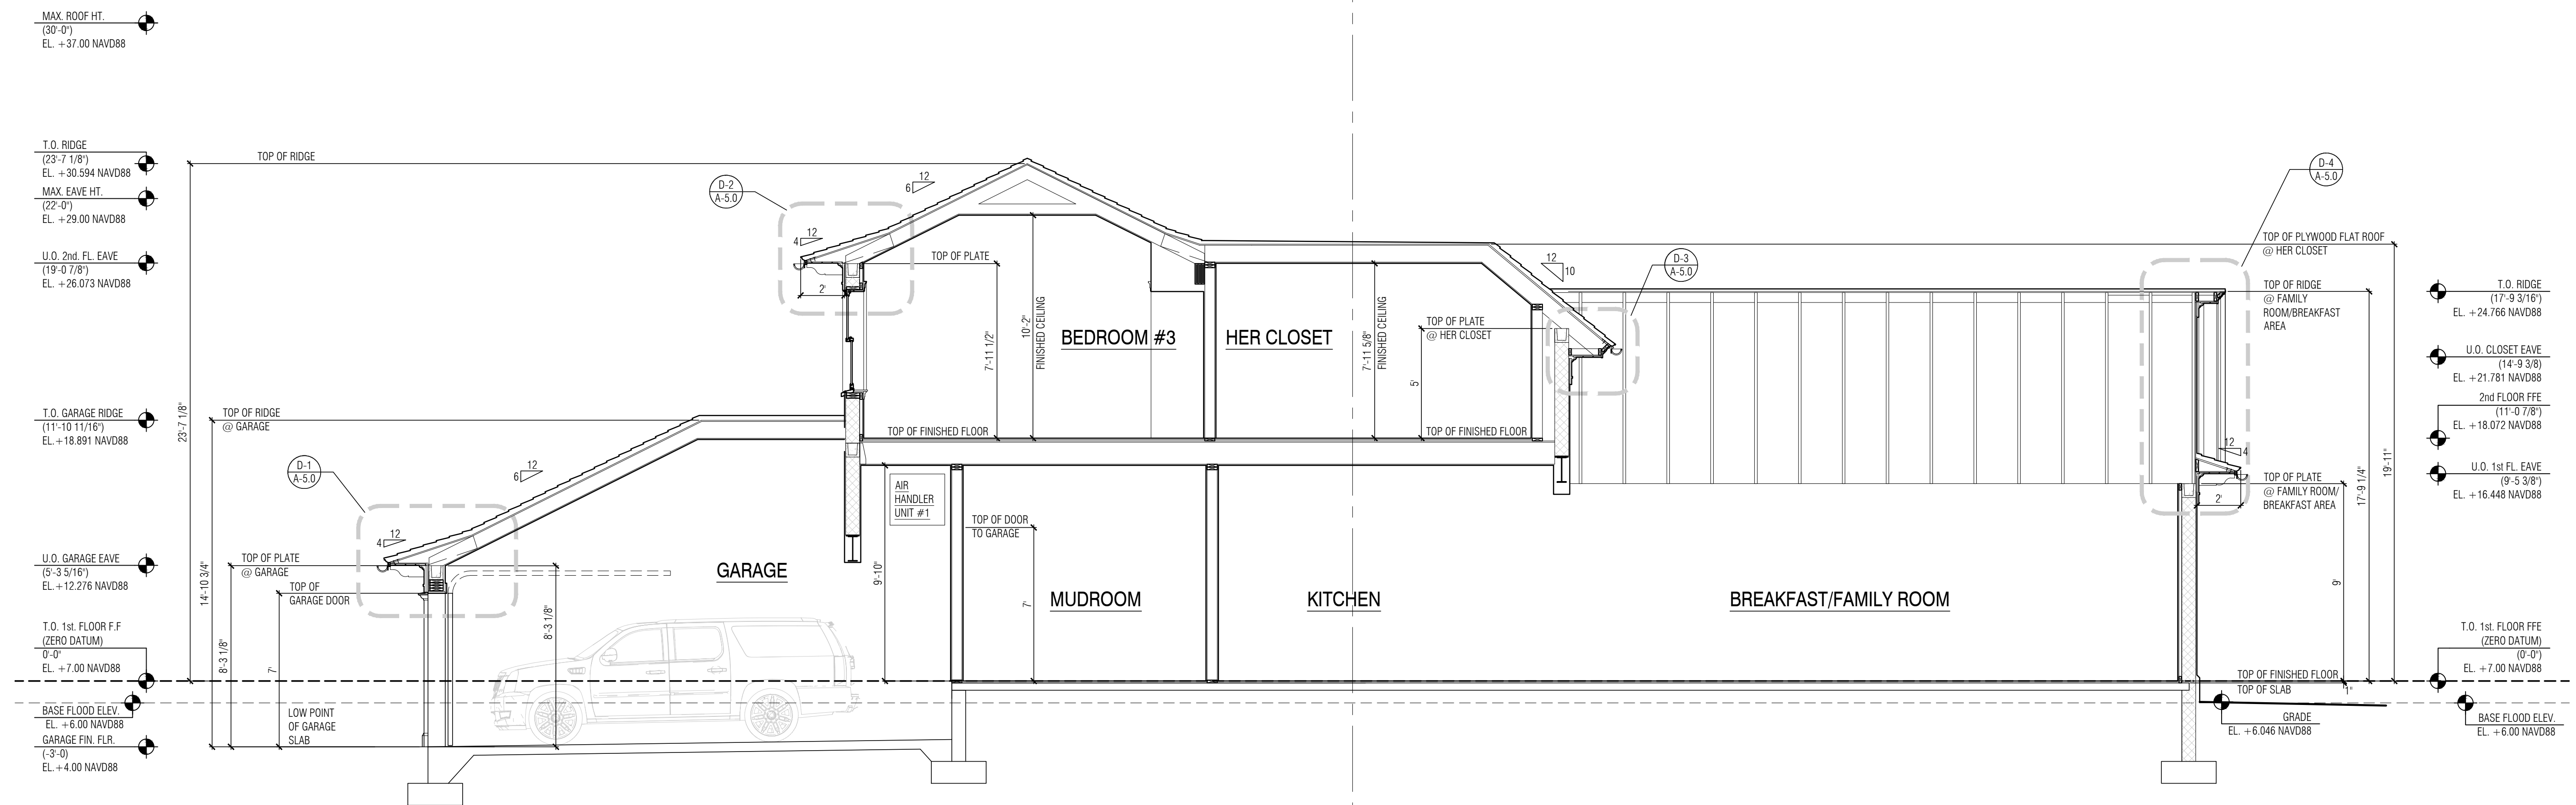 MAX. ROOF HT.
(30'-0")
EL. +37.00 NAVD88
T.O. RIDGE
(23'-7 1/8")
EL. +30.594 NAVD88
MAX. EAVE HT.
(22'-0")
EL. +29.00 NAVD88
U.O. 2nd. FL. EAVE
(19'-0 7/8")
EL. +26.073 NAVD88
T.O. GARAGE RIDGE
(11'-10 11/16")
EL.+18.891 NAVD88
U.O. GARAGE EAVE
(5'-3 5/16")
EL.+12.276 NAVD88
T.O. 1st. FLOOR F.F
(ZERO DATUM)
0'-0"
EL. +7.00 NAVD88
BASE FLOOD ELEV.
EL. +6.00 NAVD88
GARAGE FIN. FLR.
(-3'-0)
EL.+4.00 NAVD88
TOP OF RIDGE
23'-7 1/8"
TOP OF RIDGE
@ GARAGE
14'-10 3/4"
TOP OF PLATE
@ GARAGE
8'-3 1/8"
TOP OF
GARAGE DOOR
7'
LOW POINT
OF GARAGE
SLAB
D-1
A-5.0
12
4
12
6
8'-3 1/8"
GARAGE
D-2
A-5.0
12
4
12
6
2'
TOP OF PLATE
7'-11 1/2"
10'-2"
FINISHED CEILING
BEDROOM #3
HER CLOSET
7'-11 5/8"
FINISHED CEILING
TOP OF FINISHED FLOOR
TOP OF FINISHED FLOOR
TOP OF PLATE
@ HER CLOSET
5'
12
10
D-3
A-5.0
AIR
HANDLER
UNIT #1
9'-10"
TOP OF DOOR
TO GARAGE
7'
MUDROOM
KITCHEN
BREAKFAST/FAMILY ROOM
D-4
A-5.0
12
4
2'
TOP OF PLYWOOD FLAT ROOF
@ HER CLOSET
TOP OF RIDGE
@ FAMILY
ROOM/BREAKFAST
AREA
TOP OF PLATE
@ FAMILY ROOM/
BREAKFAST AREA
9'
17'-9 1/4"
19'-11"
TOP OF FINISHED FLOOR
TOP OF SLAB
1"
GRADE
EL. +6.046 NAVD88
T.O. RIDGE
(17'-9 3/16")
EL. +24.766 NAVD88
U.O. CLOSET EAVE
(14'-9 3/8)
EL. +21.781 NAVD88
2nd FLOOR FFE
(11'-0 7/8")
EL. +18.072 NAVD88
U.O. 1st FL. EAVE
(9'-5 3/8")
EL. +16.448 NAVD88
T.O. 1st. FLOOR FFE
(ZERO DATUM)
(0'-0")
EL. +7.00 NAVD88
BASE FLOOD ELEV.
EL. +6.00 NAVD88